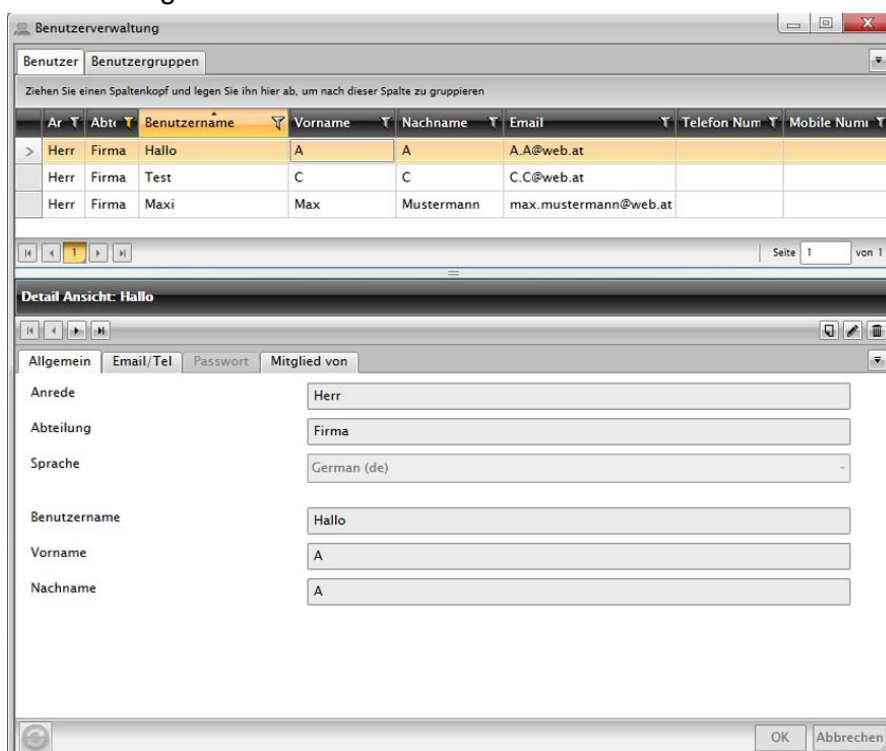 Benutzerverwaltung
Benutzer Benutzergruppen
Ziehen Sie einen Spaltenkopf und legen Sie ihn hier ab, um nach dieser Spalte zu gruppieren
Ar Abte Benutzername Vorname Nachname Email Telefon Num Mobile Num
Herr Firma Hallo A A A.A@web.at
Herr Firma Test C C C.C@web.at
Herr Firma Maxi Max Mustermann max.mustermann@web.at
1 Seite 1 von 1
Detail Ansicht: Hallo
Allgemein Email/Tel Passwort Mitglied von
Anrede Herr
Abteilung Firma
Sprache German (de)
Benutzername Hallo
Vorname A
Nachname A
OK Abbrechen